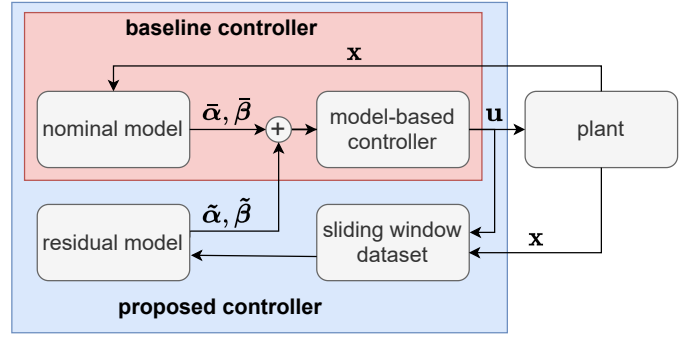 baseline controller
x
nominal model
ᾱ, β̄
+
model-based
controller
u
plant
residual model
α̃, β̃
sliding window
dataset
x
proposed controller